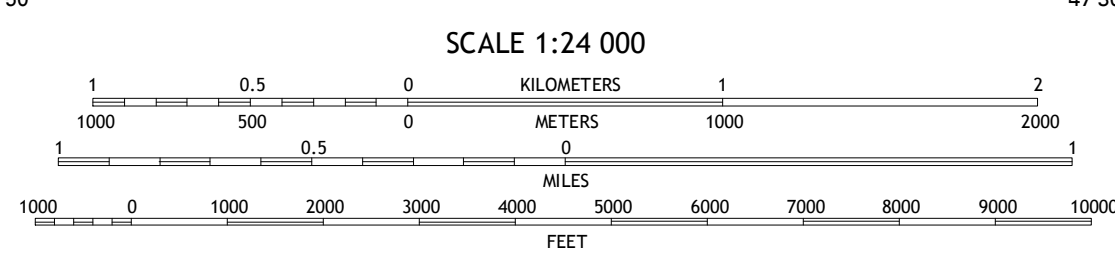 SCALE 1:24 000
1 0.5 0 KILOMETERS 1 2
1000 500 0 METERS 1000 2000
1 0.5 0 1
MILES
1000 0 1000 2000 3000 4000 5000 6000 7000 8000 9000 10000
FEET